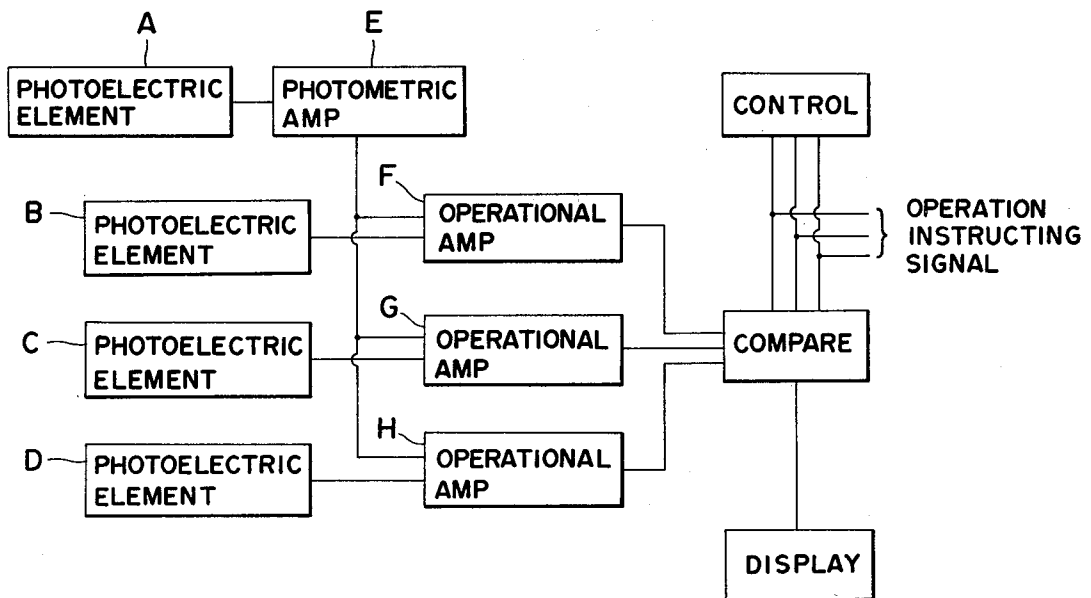 A
E
PHOTOELECTRIC
ELEMENT
PHOTOMETRIC
AMP
CONTROL
B
PHOTOELECTRIC
ELEMENT
F
OPERATIONAL
AMP
OPERATION
INSTRUCTING
SIGNAL
C
PHOTOELECTRIC
ELEMENT
G
OPERATIONAL
AMP
COMPARE
D
PHOTOELECTRIC
ELEMENT
H
OPERATIONAL
AMP
DISPLAY